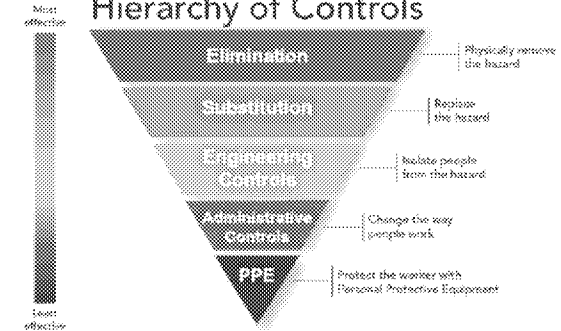 Hierarchy of Controls
Most
effective
Elimination
Physically remove
the hazard
Substitution
Replace
the hazard
Engineering
Controls
Isolate people
from the hazard
Administrative
Controls
Change the way
people work
PPE
Protect the worker with
Personal Protective Equipment
Least
effective